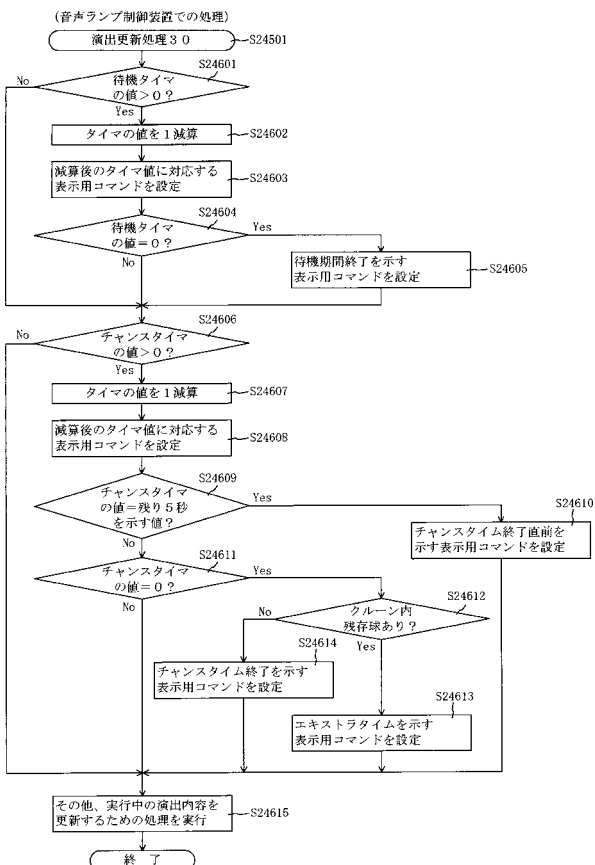 (音声ランプ制御装置での処理)
演出更新処理30
S24501
S24601
待機タイマ
の値>0?
No
Yes
タイマの値を1減算
S24602
減算後のタイマ値に対応する
表示用コマンドを設定
S24603
S24604
待機タイマ
の値=0?
Yes
No
待機期間終了を示す
表示用コマンドを設定
S24605
S24606
チャンスタイマ
の値>0?
No
Yes
タイマの値を1減算
S24607
減算後のタイマ値に対応する
表示用コマンドを設定
S24608
S24609
チャンスタイマ
の値=残り5秒
を示す値?
Yes
No
S24610
チャンスタイム終了直前を
示す表示用コマンドを設定
S24611
チャンスタイマ
の値=0?
Yes
No
S24612
クルーン内
残存球あり?
No
Yes
S24614
チャンスタイム終了を示す
表示用コマンドを設定
S24613
エキストラタイムを示す
表示用コマンドを設定
その他、実行中の演出内容を
更新するための処理を実行
S24615
終了